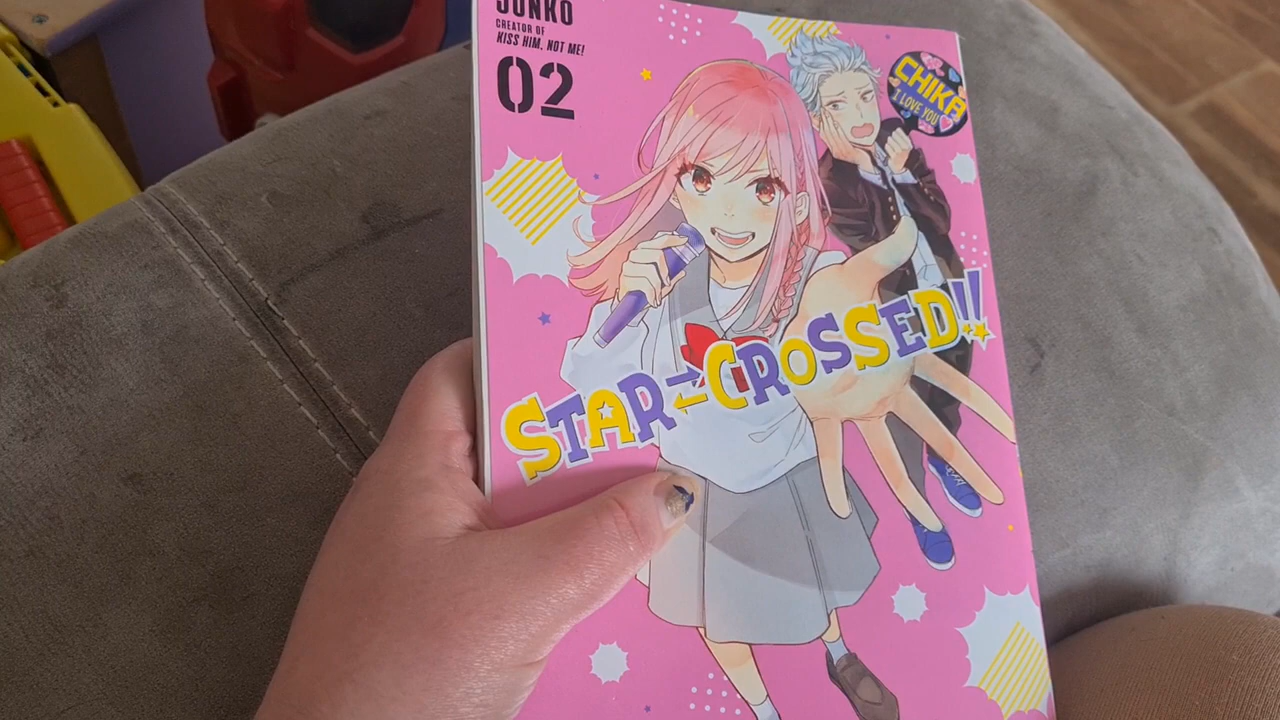 JUNKO
CREATOR OF
KISS HIM, NOT ME!
02
CHIKA
I LOVE YOU
STAR⇄CROSSED!!